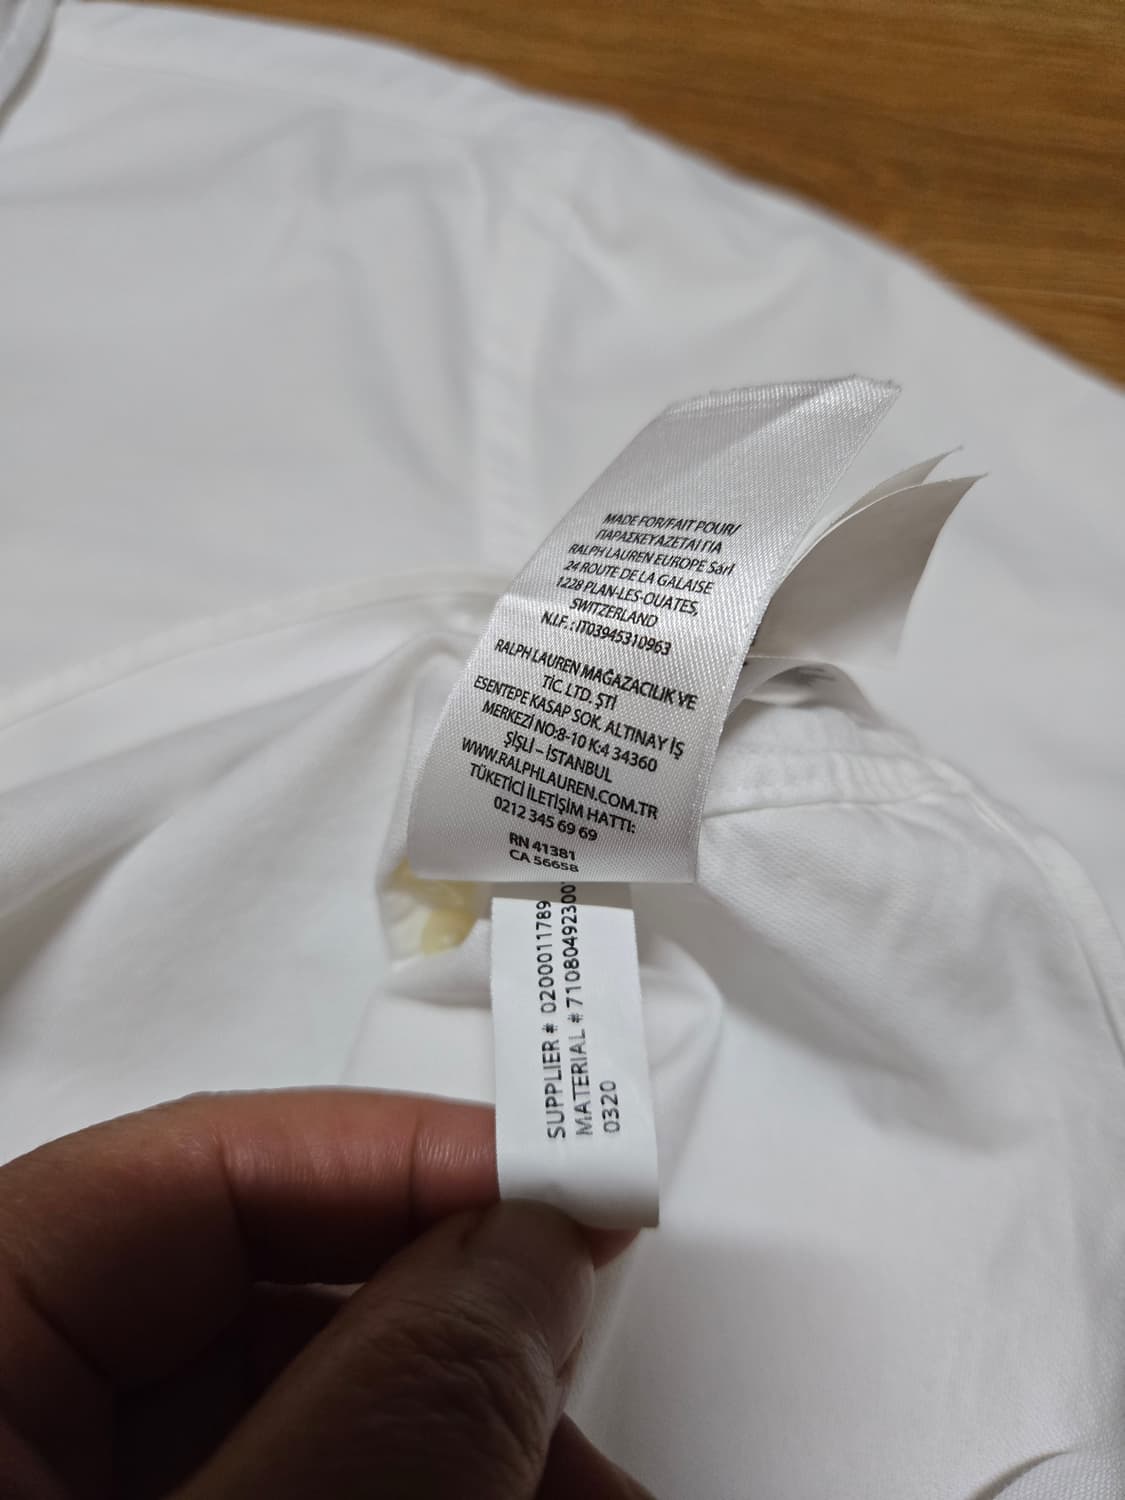 MADE FOR/FAIT POUR/
ΠΑΡΑΣΚΕΥΑΖΕΤΑΙ ΓΙΑ
RALPH LAUREN EUROPE Sàrl
24 ROUTE DE LA GALAISE
1228 PLAN-LES-OUATES,
SWITZERLAND
N.I.F. : IT03945310963
RALPH LAUREN MAĞAZACILIK VE
TİC. LTD. ŞTİ
ESENTEPE KASAP SOK. ALTINAY İŞ
MERKEZİ NO:8-10 K:4 34360
ŞİŞLİ – İSTANBUL
WWW.RALPHLAUREN.COM.TR
TÜKETİCİ İLETİŞİM HATTI:
0212 345 69 69
RN 41381
CA 56658
SUPPLIER # 0200011789
MATERIAL # 710804923001
0320